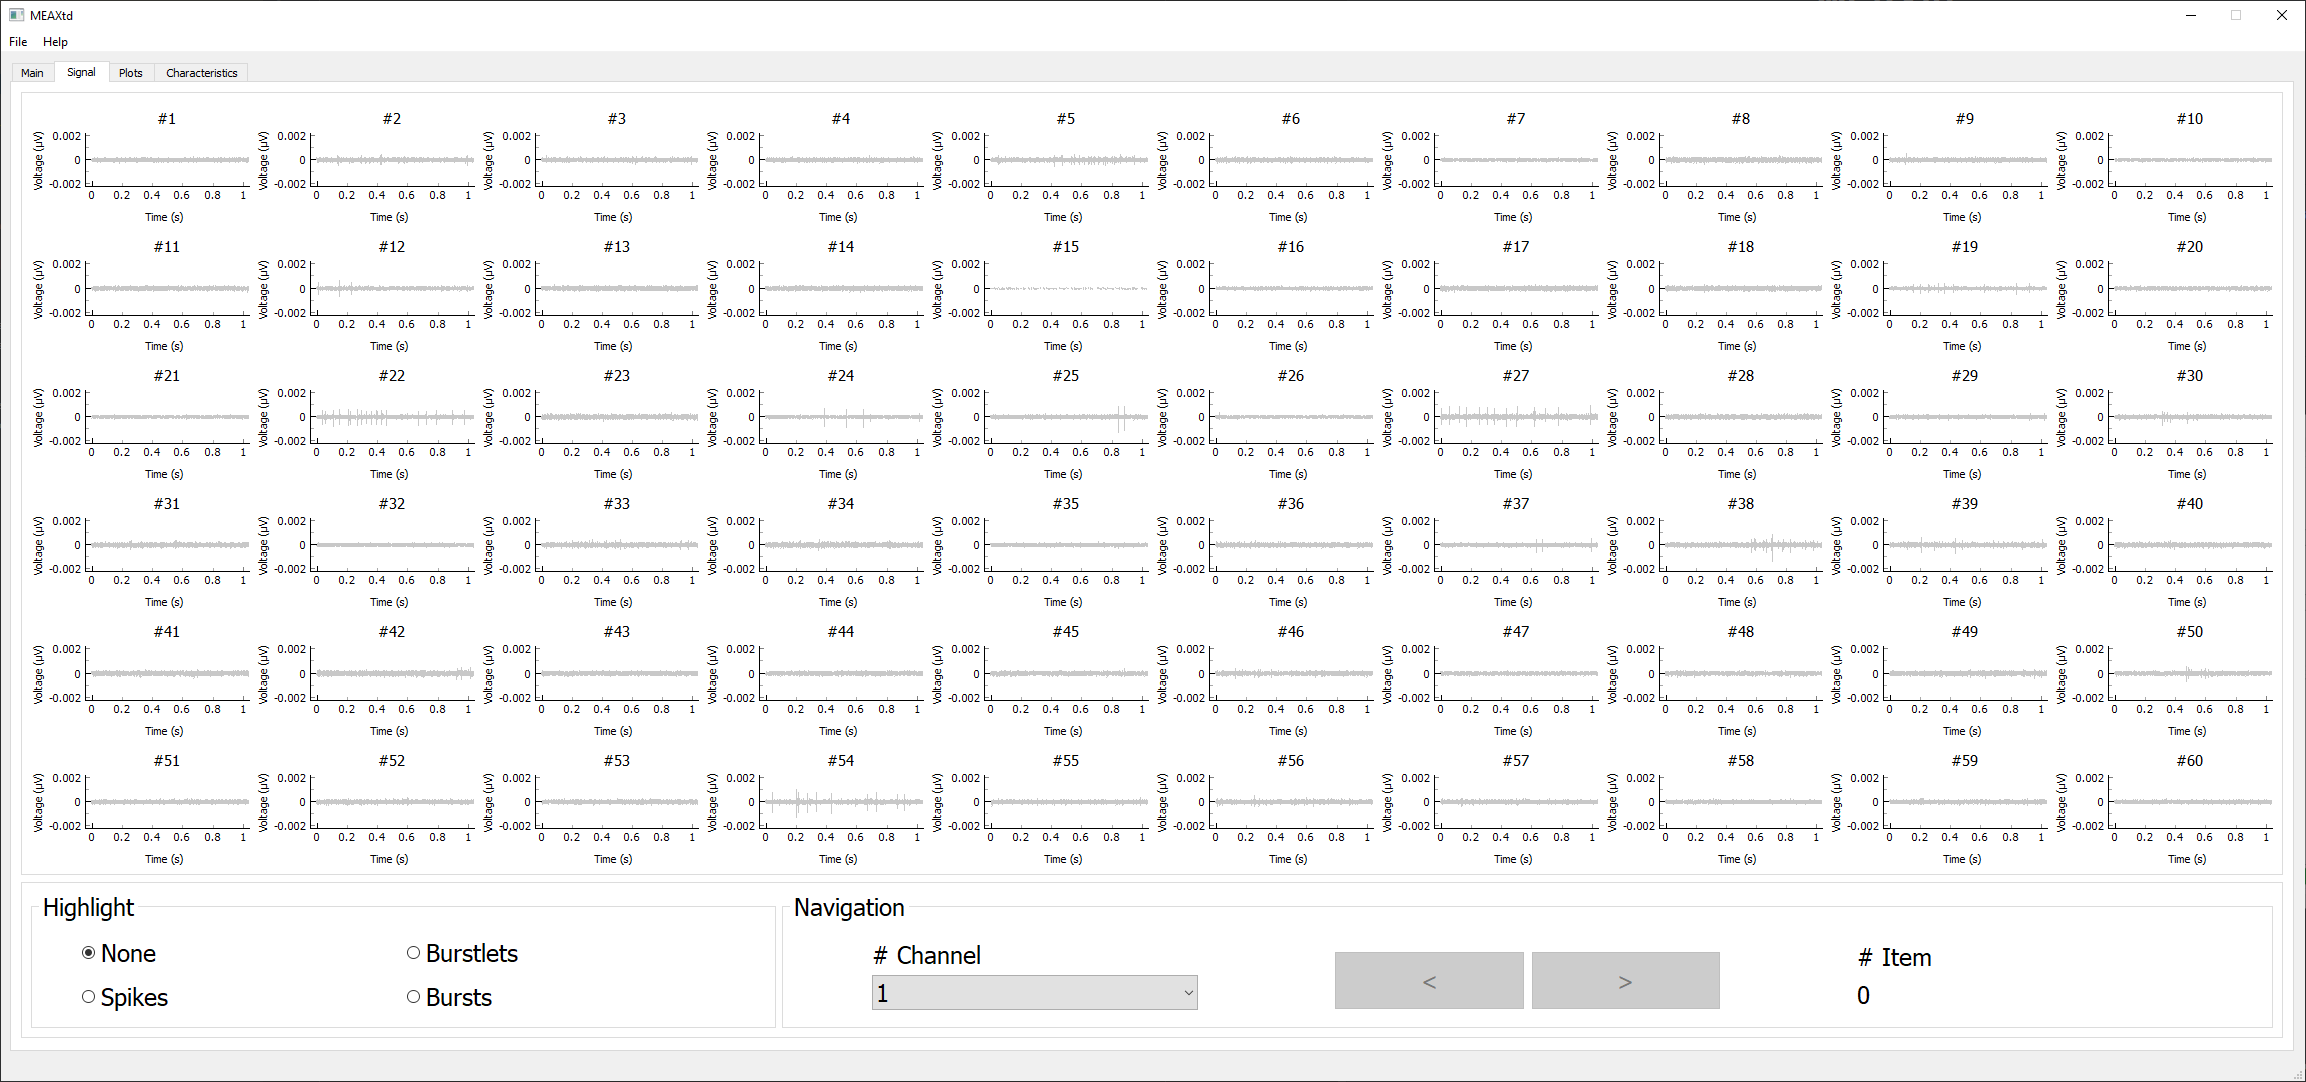 MEAXtd
File Help
Main Signal Plots Characteristics
#1 #2 #3 #4 #5 #6 #7 #8 #9 #10
0.002 0.002 0.002 0.002 0.002 0.002 0.002 0.002 0.002 0.002
Voltage (µV) 0 Voltage (µV) 0 Voltage (µV) 0 Voltage (µV) 0 Voltage (µV) 0 Voltage (µV) 0 Voltage (µV) 0 Voltage (µV) 0 Voltage (µV) 0 Voltage (µV) 0
-0.002 -0.002 -0.002 -0.002 -0.002 -0.002 -0.002 -0.002 -0.002 -0.002
0 0.2 0.4 0.6 0.8 1 0 0.2 0.4 0.6 0.8 1 0 0.2 0.4 0.6 0.8 1 0 0.2 0.4 0.6 0.8 1 0 0.2 0.4 0.6 0.8 1 0 0.2 0.4 0.6 0.8 1 0 0.2 0.4 0.6 0.8 1 0 0.2 0.4 0.6 0.8 1 0 0.2 0.4 0.6 0.8 1 0 0.2 0.4 0.6 0.8 1
Time (s) Time (s) Time (s) Time (s) Time (s) Time (s) Time (s) Time (s) Time (s) Time (s)
#11 #12 #13 #14 #15 #16 #17 #18 #19 #20
0.002 0.002 0.002 0.002 0.002 0.002 0.002 0.002 0.002 0.002
Voltage (µV) 0 Voltage (µV) 0 Voltage (µV) 0 Voltage (µV) 0 Voltage (µV) 0 Voltage (µV) 0 Voltage (µV) 0 Voltage (µV) 0 Voltage (µV) 0 Voltage (µV) 0
-0.002 -0.002 -0.002 -0.002 -0.002 -0.002 -0.002 -0.002 -0.002 -0.002
0 0.2 0.4 0.6 0.8 1 0 0.2 0.4 0.6 0.8 1 0 0.2 0.4 0.6 0.8 1 0 0.2 0.4 0.6 0.8 1 0 0.2 0.4 0.6 0.8 1 0 0.2 0.4 0.6 0.8 1 0 0.2 0.4 0.6 0.8 1 0 0.2 0.4 0.6 0.8 1 0 0.2 0.4 0.6 0.8 1 0 0.2 0.4 0.6 0.8 1
Time (s) Time (s) Time (s) Time (s) Time (s) Time (s) Time (s) Time (s) Time (s) Time (s)
#21 #22 #23 #24 #25 #26 #27 #28 #29 #30
0.002 0.002 0.002 0.002 0.002 0.002 0.002 0.002 0.002 0.002
Voltage (µV) 0 Voltage (µV) 0 Voltage (µV) 0 Voltage (µV) 0 Voltage (µV) 0 Voltage (µV) 0 Voltage (µV) 0 Voltage (µV) 0 Voltage (µV) 0 Voltage (µV) 0
-0.002 -0.002 -0.002 -0.002 -0.002 -0.002 -0.002 -0.002 -0.002 -0.002
0 0.2 0.4 0.6 0.8 1 0 0.2 0.4 0.6 0.8 1 0 0.2 0.4 0.6 0.8 1 0 0.2 0.4 0.6 0.8 1 0 0.2 0.4 0.6 0.8 1 0 0.2 0.4 0.6 0.8 1 0 0.2 0.4 0.6 0.8 1 0 0.2 0.4 0.6 0.8 1 0 0.2 0.4 0.6 0.8 1 0 0.2 0.4 0.6 0.8 1
Time (s) Time (s) Time (s) Time (s) Time (s) Time (s) Time (s) Time (s) Time (s) Time (s)
#31 #32 #33 #34 #35 #36 #37 #38 #39 #40
0.002 0.002 0.002 0.002 0.002 0.002 0.002 0.002 0.002 0.002
Voltage (µV) 0 Voltage (µV) 0 Voltage (µV) 0 Voltage (µV) 0 Voltage (µV) 0 Voltage (µV) 0 Voltage (µV) 0 Voltage (µV) 0 Voltage (µV) 0 Voltage (µV) 0
-0.002 -0.002 -0.002 -0.002 -0.002 -0.002 -0.002 -0.002 -0.002 -0.002
0 0.2 0.4 0.6 0.8 1 0 0.2 0.4 0.6 0.8 1 0 0.2 0.4 0.6 0.8 1 0 0.2 0.4 0.6 0.8 1 0 0.2 0.4 0.6 0.8 1 0 0.2 0.4 0.6 0.8 1 0 0.2 0.4 0.6 0.8 1 0 0.2 0.4 0.6 0.8 1 0 0.2 0.4 0.6 0.8 1 0 0.2 0.4 0.6 0.8 1
Time (s) Time (s) Time (s) Time (s) Time (s) Time (s) Time (s) Time (s) Time (s) Time (s)
#41 #42 #43 #44 #45 #46 #47 #48 #49 #50
0.002 0.002 0.002 0.002 0.002 0.002 0.002 0.002 0.002 0.002
Voltage (µV) 0 Voltage (µV) 0 Voltage (µV) 0 Voltage (µV) 0 Voltage (µV) 0 Voltage (µV) 0 Voltage (µV) 0 Voltage (µV) 0 Voltage (µV) 0 Voltage (µV) 0
-0.002 -0.002 -0.002 -0.002 -0.002 -0.002 -0.002 -0.002 -0.002 -0.002
0 0.2 0.4 0.6 0.8 1 0 0.2 0.4 0.6 0.8 1 0 0.2 0.4 0.6 0.8 1 0 0.2 0.4 0.6 0.8 1 0 0.2 0.4 0.6 0.8 1 0 0.2 0.4 0.6 0.8 1 0 0.2 0.4 0.6 0.8 1 0 0.2 0.4 0.6 0.8 1 0 0.2 0.4 0.6 0.8 1 0 0.2 0.4 0.6 0.8 1
Time (s) Time (s) Time (s) Time (s) Time (s) Time (s) Time (s) Time (s) Time (s) Time (s)
#51 #52 #53 #54 #55 #56 #57 #58 #59 #60
0.002 0.002 0.002 0.002 0.002 0.002 0.002 0.002 0.002 0.002
Voltage (µV) 0 Voltage (µV) 0 Voltage (µV) 0 Voltage (µV) 0 Voltage (µV) 0 Voltage (µV) 0 Voltage (µV) 0 Voltage (µV) 0 Voltage (µV) 0 Voltage (µV) 0
-0.002 -0.002 -0.002 -0.002 -0.002 -0.002 -0.002 -0.002 -0.002 -0.002
0 0.2 0.4 0.6 0.8 1 0 0.2 0.4 0.6 0.8 1 0 0.2 0.4 0.6 0.8 1 0 0.2 0.4 0.6 0.8 1 0 0.2 0.4 0.6 0.8 1 0 0.2 0.4 0.6 0.8 1 0 0.2 0.4 0.6 0.8 1 0 0.2 0.4 0.6 0.8 1 0 0.2 0.4 0.6 0.8 1 0 0.2 0.4 0.6 0.8 1
Time (s) Time (s) Time (s) Time (s) Time (s) Time (s) Time (s) Time (s) Time (s) Time (s)
Highlight
None Burstlets
Spikes Bursts
Navigation
# Channel
1
< >
# Item
0